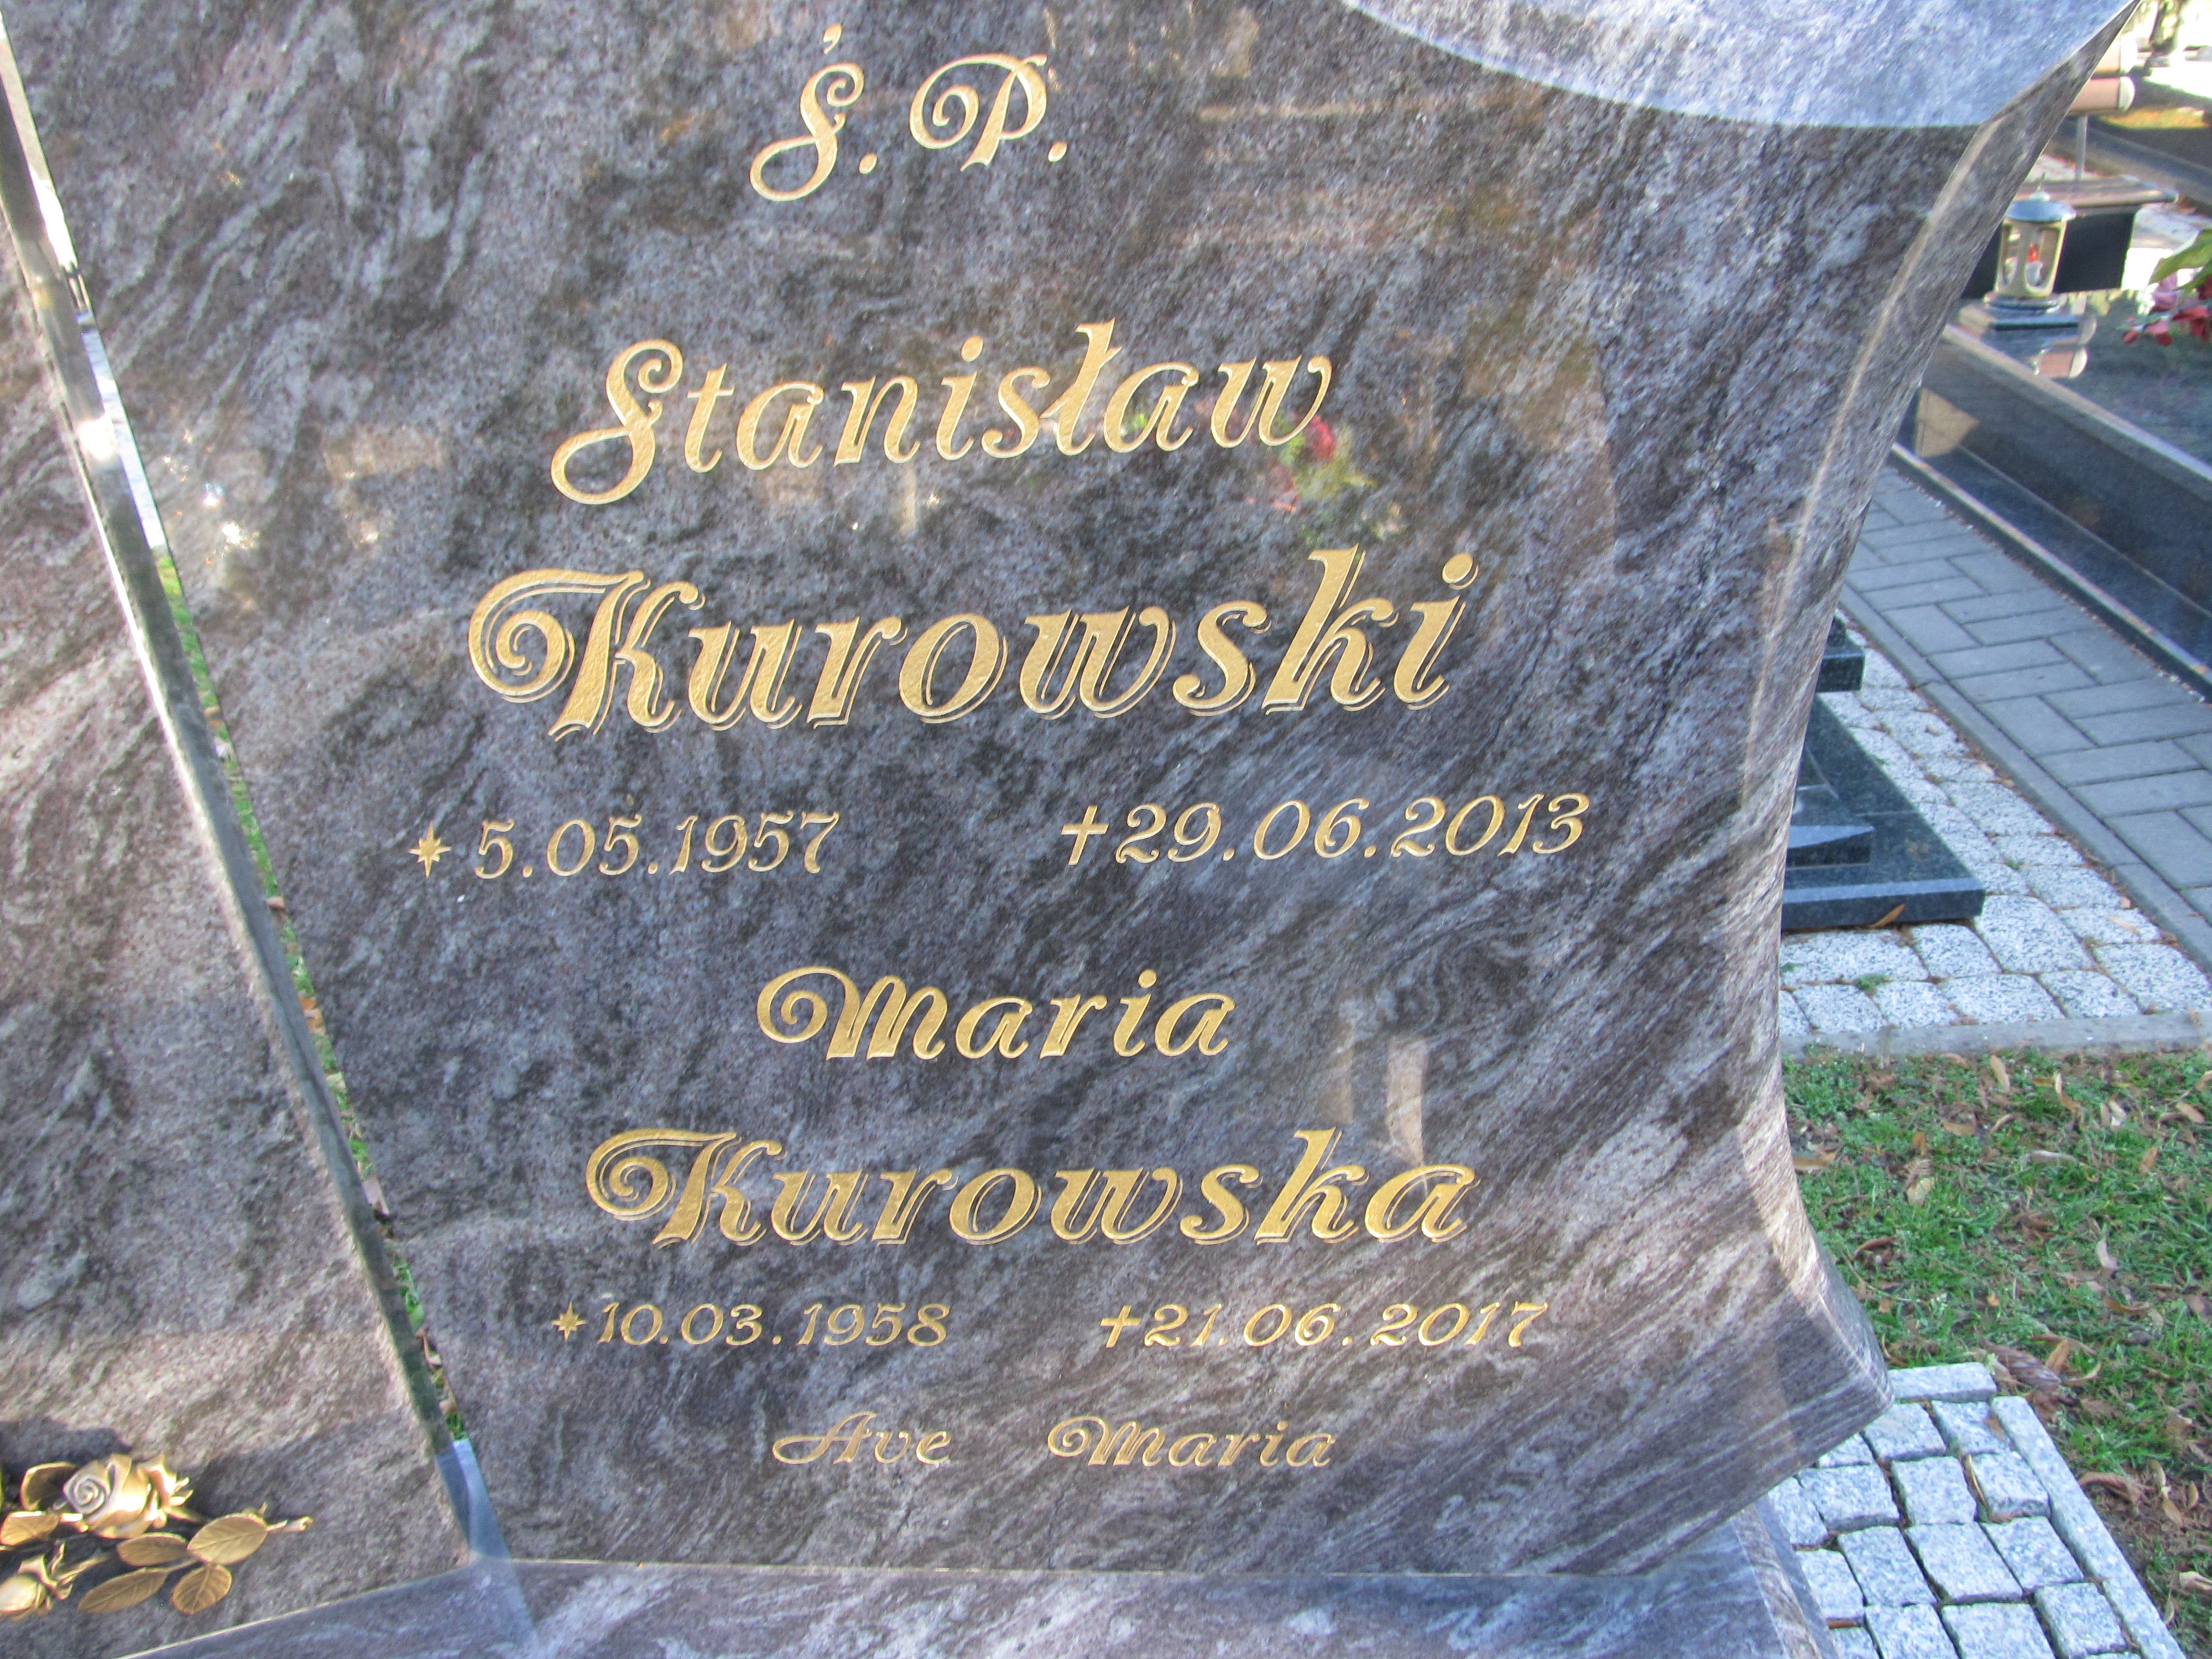 Ś. P.
Stanisław
Kurowski
* 5.05.1957 +29.06.2013
Maria
Kurowska
*10.03.1958 +21.06.2017
Ave Maria